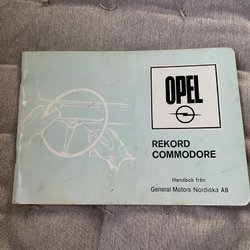 OPEL
REKORD
COMMODORE
Handbok från
General Motors Nordiska AB